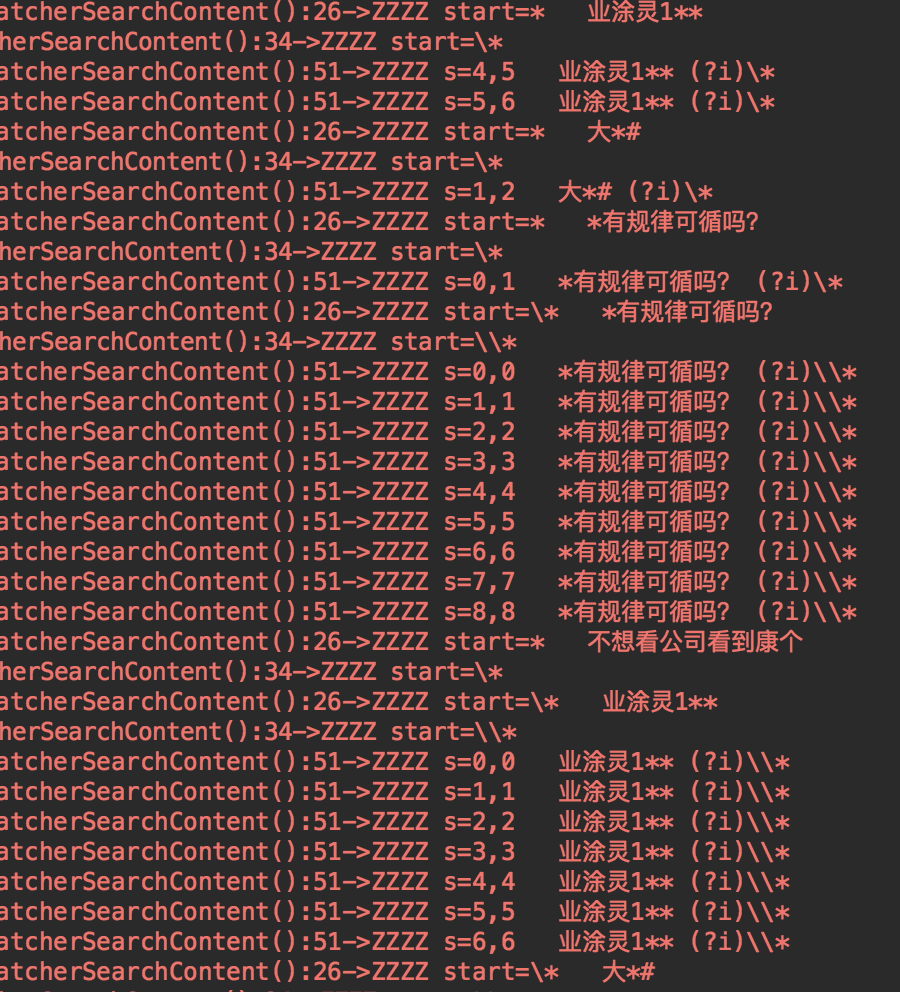 atcherSearchContent():26->ZZZZ start=*   业涂灵1**
herSearchContent():34->ZZZZ start=\*
atcherSearchContent():51->ZZZZ s=4,5   业涂灵1** (?i)\*
atcherSearchContent():51->ZZZZ s=5,6   业涂灵1** (?i)\*
atcherSearchContent():26->ZZZZ start=*   大*#
herSearchContent():34->ZZZZ start=\*
atcherSearchContent():51->ZZZZ s=1,2   大*# (?i)\*
atcherSearchContent():26->ZZZZ start=*   *有规律可循吗？
herSearchContent():34->ZZZZ start=\*
atcherSearchContent():51->ZZZZ s=0,1   *有规律可循吗？ (?i)\*
atcherSearchContent():26->ZZZZ start=\*   *有规律可循吗？
herSearchContent():34->ZZZZ start=\\*
atcherSearchContent():51->ZZZZ s=0,0   *有规律可循吗？ (?i)\\*
atcherSearchContent():51->ZZZZ s=1,1   *有规律可循吗？ (?i)\\*
atcherSearchContent():51->ZZZZ s=2,2   *有规律可循吗？ (?i)\\*
atcherSearchContent():51->ZZZZ s=3,3   *有规律可循吗？ (?i)\\*
atcherSearchContent():51->ZZZZ s=4,4   *有规律可循吗？ (?i)\\*
atcherSearchContent():51->ZZZZ s=5,5   *有规律可循吗？ (?i)\\*
atcherSearchContent():51->ZZZZ s=6,6   *有规律可循吗？ (?i)\\*
atcherSearchContent():51->ZZZZ s=7,7   *有规律可循吗？ (?i)\\*
atcherSearchContent():51->ZZZZ s=8,8   *有规律可循吗？ (?i)\\*
atcherSearchContent():26->ZZZZ start=*   不想看公司看到康个
herSearchContent():34->ZZZZ start=\*
atcherSearchContent():26->ZZZZ start=\*   业涂灵1**
herSearchContent():34->ZZZZ start=\\*
atcherSearchContent():51->ZZZZ s=0,0   业涂灵1** (?i)\\*
atcherSearchContent():51->ZZZZ s=1,1   业涂灵1** (?i)\\*
atcherSearchContent():51->ZZZZ s=2,2   业涂灵1** (?i)\\*
atcherSearchContent():51->ZZZZ s=3,3   业涂灵1** (?i)\\*
atcherSearchContent():51->ZZZZ s=4,4   业涂灵1** (?i)\\*
atcherSearchContent():51->ZZZZ s=5,5   业涂灵1** (?i)\\*
atcherSearchContent():51->ZZZZ s=6,6   业涂灵1** (?i)\\*
atcherSearchContent():26->ZZZZ start=\*   大*#